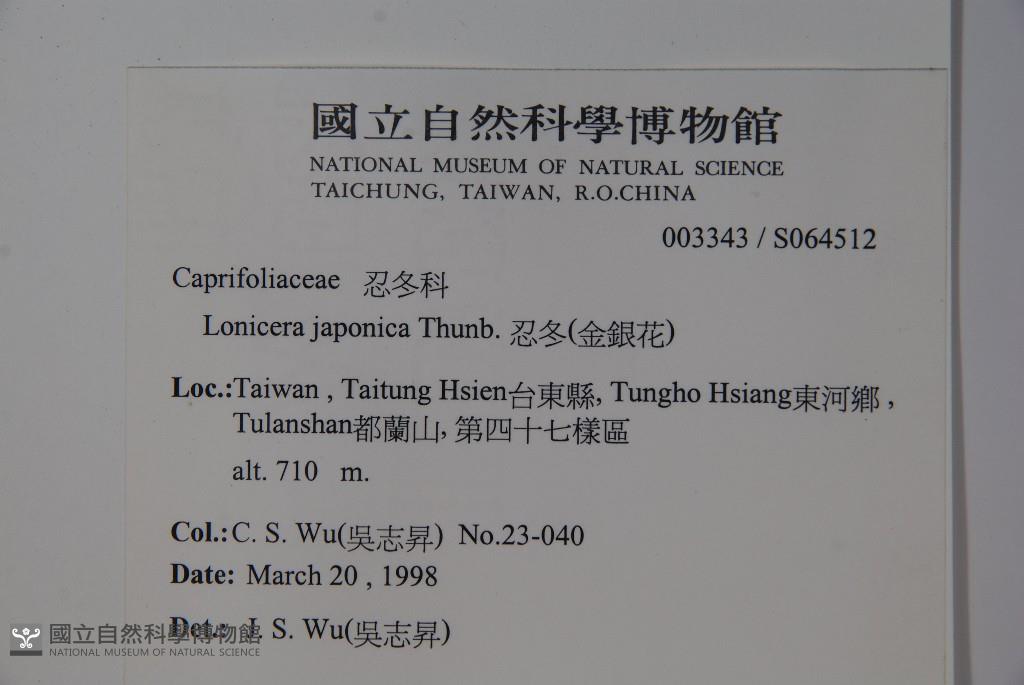 國立自然科學博物館
NATIONAL MUSEUM OF NATURAL SCIENCE
TAICHUNG, TAIWAN, R.O.CHINA
003343 / S064512
Caprifoliaceae 忍冬科
Lonicera japonica Thunb. 忍冬(金銀花)
Loc.:Taiwan , Taitung Hsien台東縣, Tungho Hsiang東河鄉 ,
Tulanshan都蘭山, 第四十七樣區
alt. 710 m.
Col.:C. S. Wu(吳志昇) No.23-040
Date: March 20 , 1998
Det.: J. S. Wu(吳志昇)
國立自然科學博物館
NATIONAL MUSEUM OF NATURAL SCIENCE